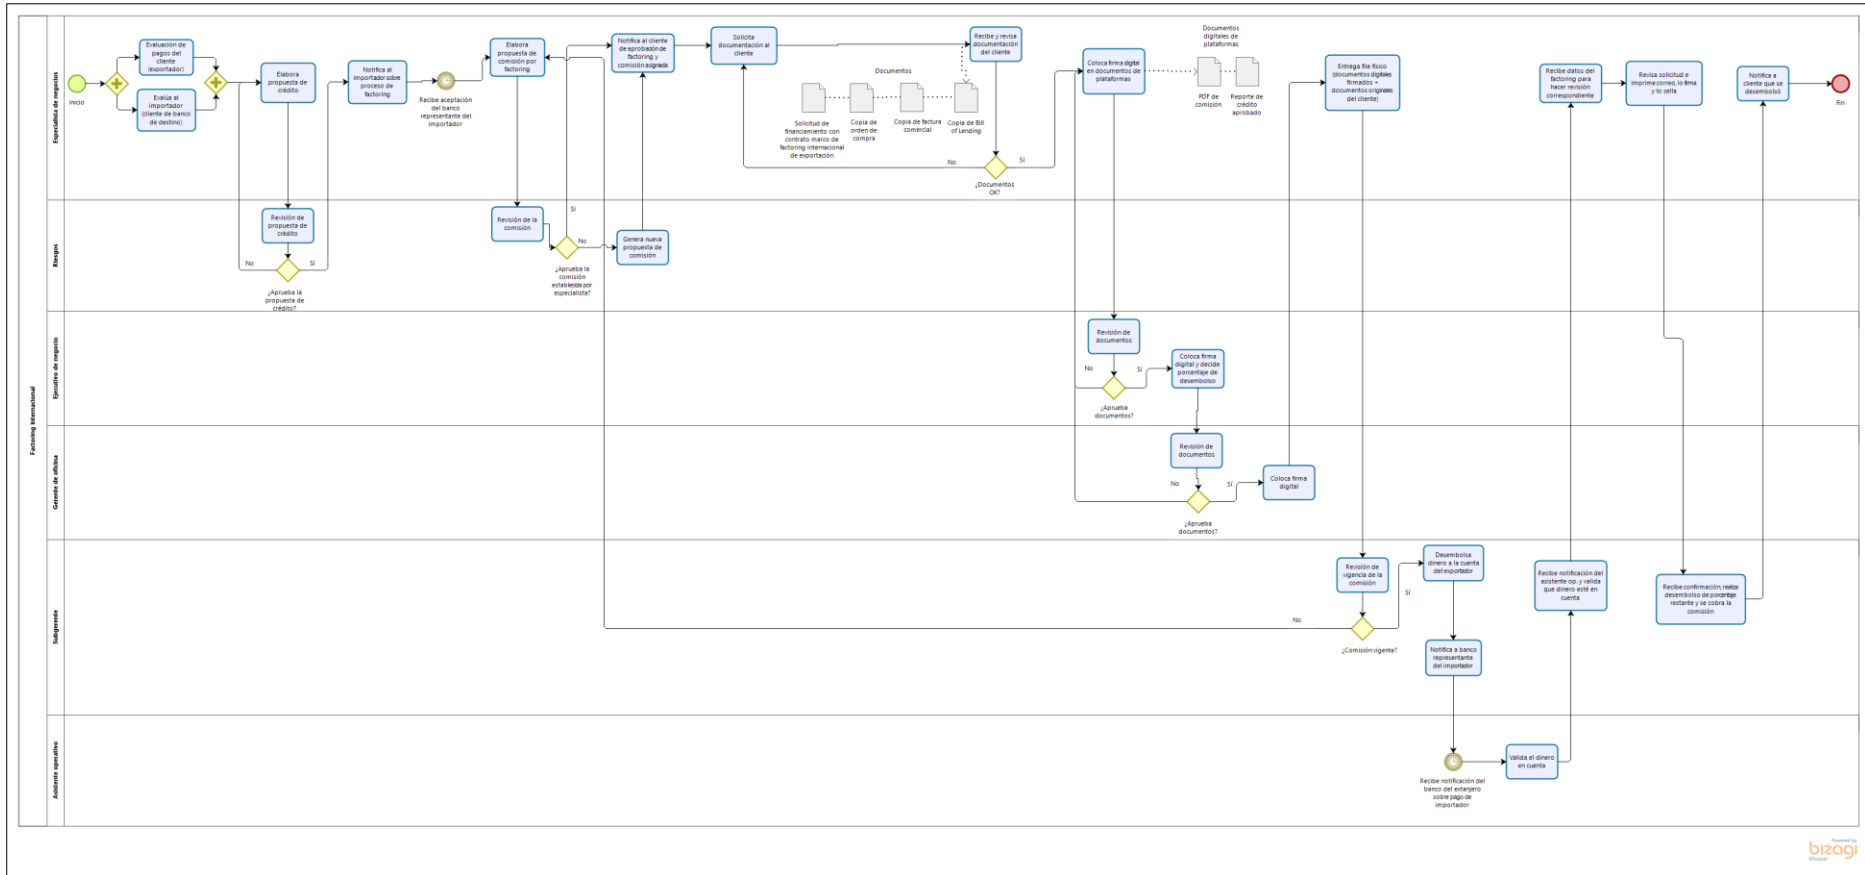 Factoring Internacional
Especialista de negocios
Inicio
Evaluación de
pagos del
cliente
(exportador)
Evalúa al
importador
(cliente de banco
de destino)
Elabora
propuesta de
crédito
Notifica al
importador sobre
proceso de
factoring
Recibe aceptación
del banco
representante del
importador
Elabora
propuesta de
comisión por
factoring
Notifica al cliente
de aprobación de
factoring y
comisión asignada
Solicita
documentación al
cliente
Documentos
Solicitud de
financiamiento con
contrato marco de
factoring internacional
de exportación
Copia de
orden de
compra
Copia de factura
comercial
Copia de Bill
of Lending
Recibe y revisa
documentación
del cliente
¿Documentos
OK?
No
Sí
Coloca firma digital
en documentos de
plataformas
Documentos
digitales de
plataformas
PDF de
comisión
Reporte de
crédito
aprobado
Entrega file físico
(documentos digitales
firmados +
documentos originales
del cliente)
Recibe datos del
factoring para
hacer revisión
correspondiente
Revisa solicitud e
imprime correo, lo firma
y lo sella
Notifica a
cliente que se
desembolsó
Fin
Riesgos
Revisión de
propuesta de
crédito
No
Sí
¿Aprueba la
propuesta de
crédito?
Revisión de la
comisión
Sí
No
¿Aprueba la
comisión
establecida por
especialista?
Genera nueva
propuesta de
comisión
Ejecutivo de negocio
Revisión de
documentos
No
Sí
¿Aprueba
documentos?
Coloca firma
digital y decide
porcentaje de
desembolso
Gerente de oficina
Revisión de
documentos
No
Sí
¿Aprueba
documentos?
Coloca firma
digital
Subgerente
Revisión de
vigencia de la
comisión
No
Sí
¿Comisión vigente?
Desembolsa
dinero a la cuenta
del exportador
Notifica a banco
representante
del importador
Recibe notificación del
asistente op. y valida
que dinero esté en
cuenta
Recibe confirmación, realiza
desembolso de porcentaje
restante y se cobra la
comisión
Asistente operativo
Recibe notificación del
banco del extanjero
sobre pago de
importador
Valida el dinero
en cuenta
Powered by
bizagi
Modeler